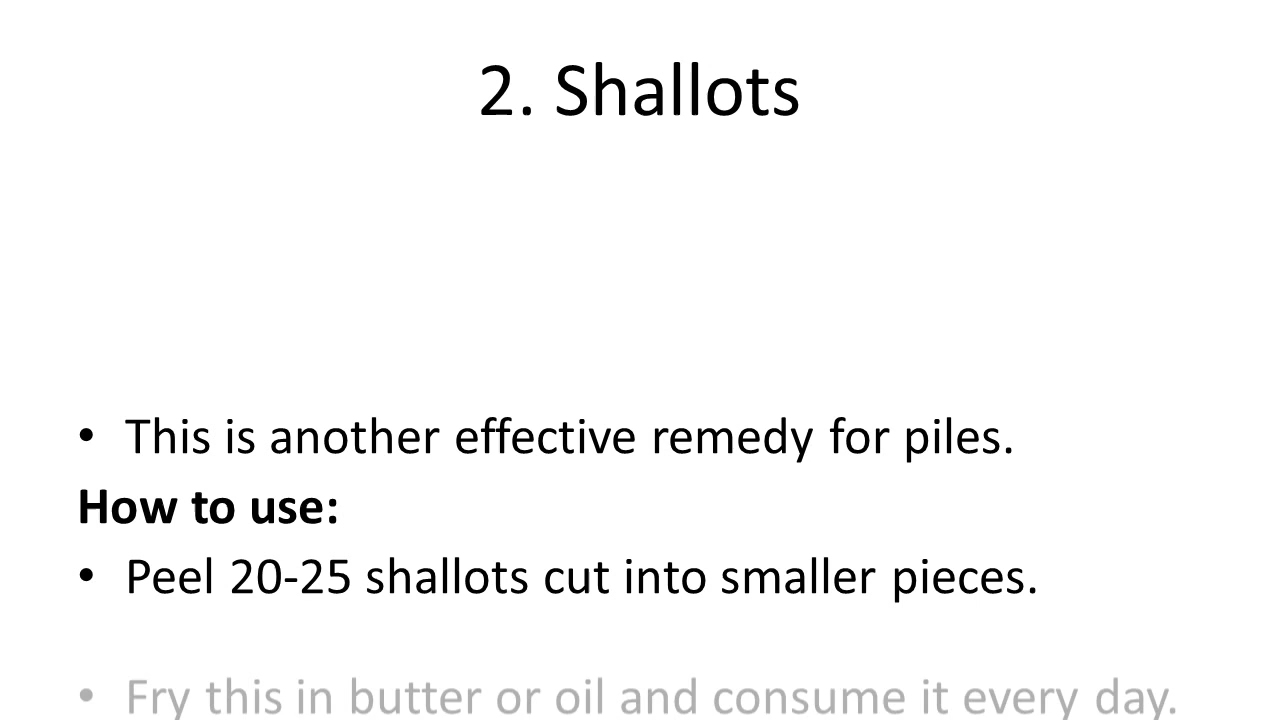 2. Shallots
• This is another effective remedy for piles.
How to use:
• Peel 20-25 shallots cut into smaller pieces.
• Fry this in butter or oil and consume it every day.